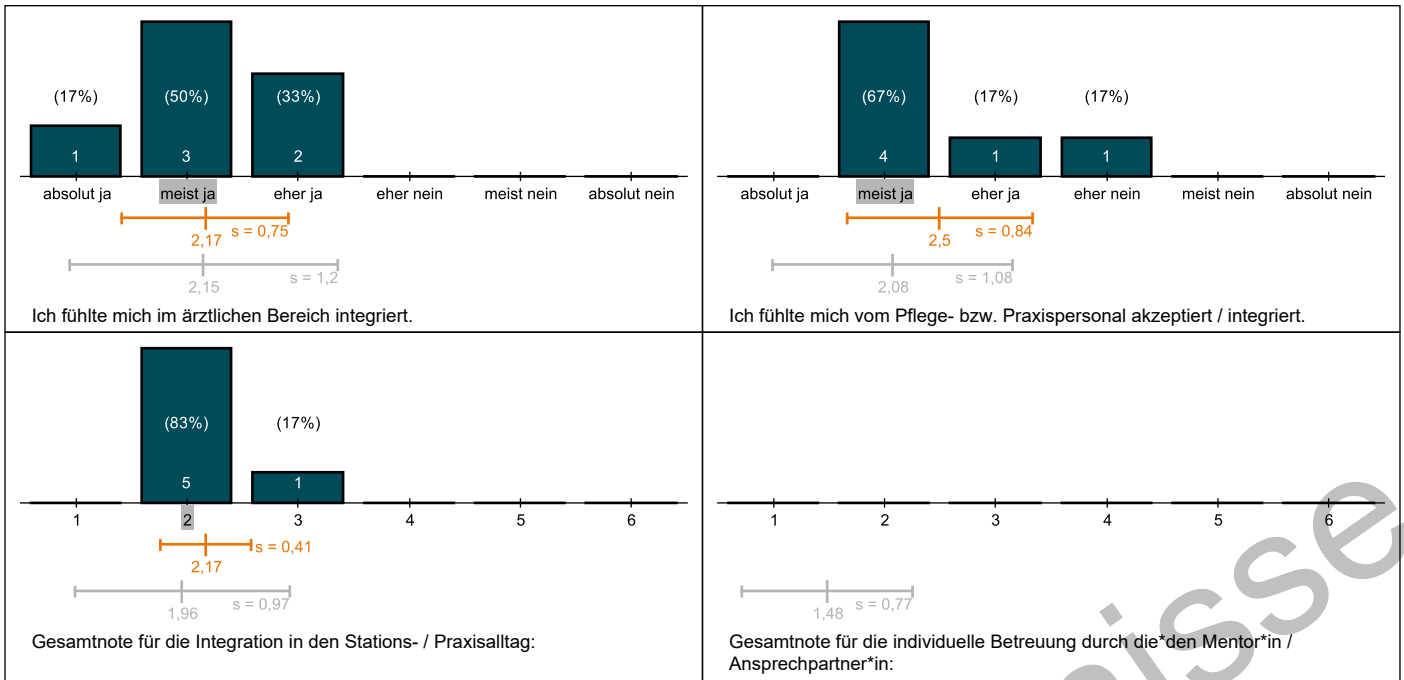 (17%) (50%) (33%)
1 3 2
absolut ja meist ja eher ja eher nein meist nein absolut nein
s = 0,75
2,17
s = 1,2
2,15
Ich fühlte mich im ärztlichen Bereich integriert.
(67%) (17%) (17%)
4 1 1
absolut ja meist ja eher ja eher nein meist nein absolut nein
s = 0,84
2,5
s = 1,08
2,08
Ich fühlte mich vom Pflege- bzw. Praxispersonal akzeptiert / integriert.
(83%) (17%)
5 1
1 2 3 4 5 6
s = 0,41
2,17
s = 0,97
1,96
Gesamtnote für die Integration in den Stations- / Praxisalltag:
1 2 3 4 5 6
s = 0,77
1,48
Gesamtnote für die individuelle Betreuung durch die*den Mentor*in /
Ansprechpartner*in: